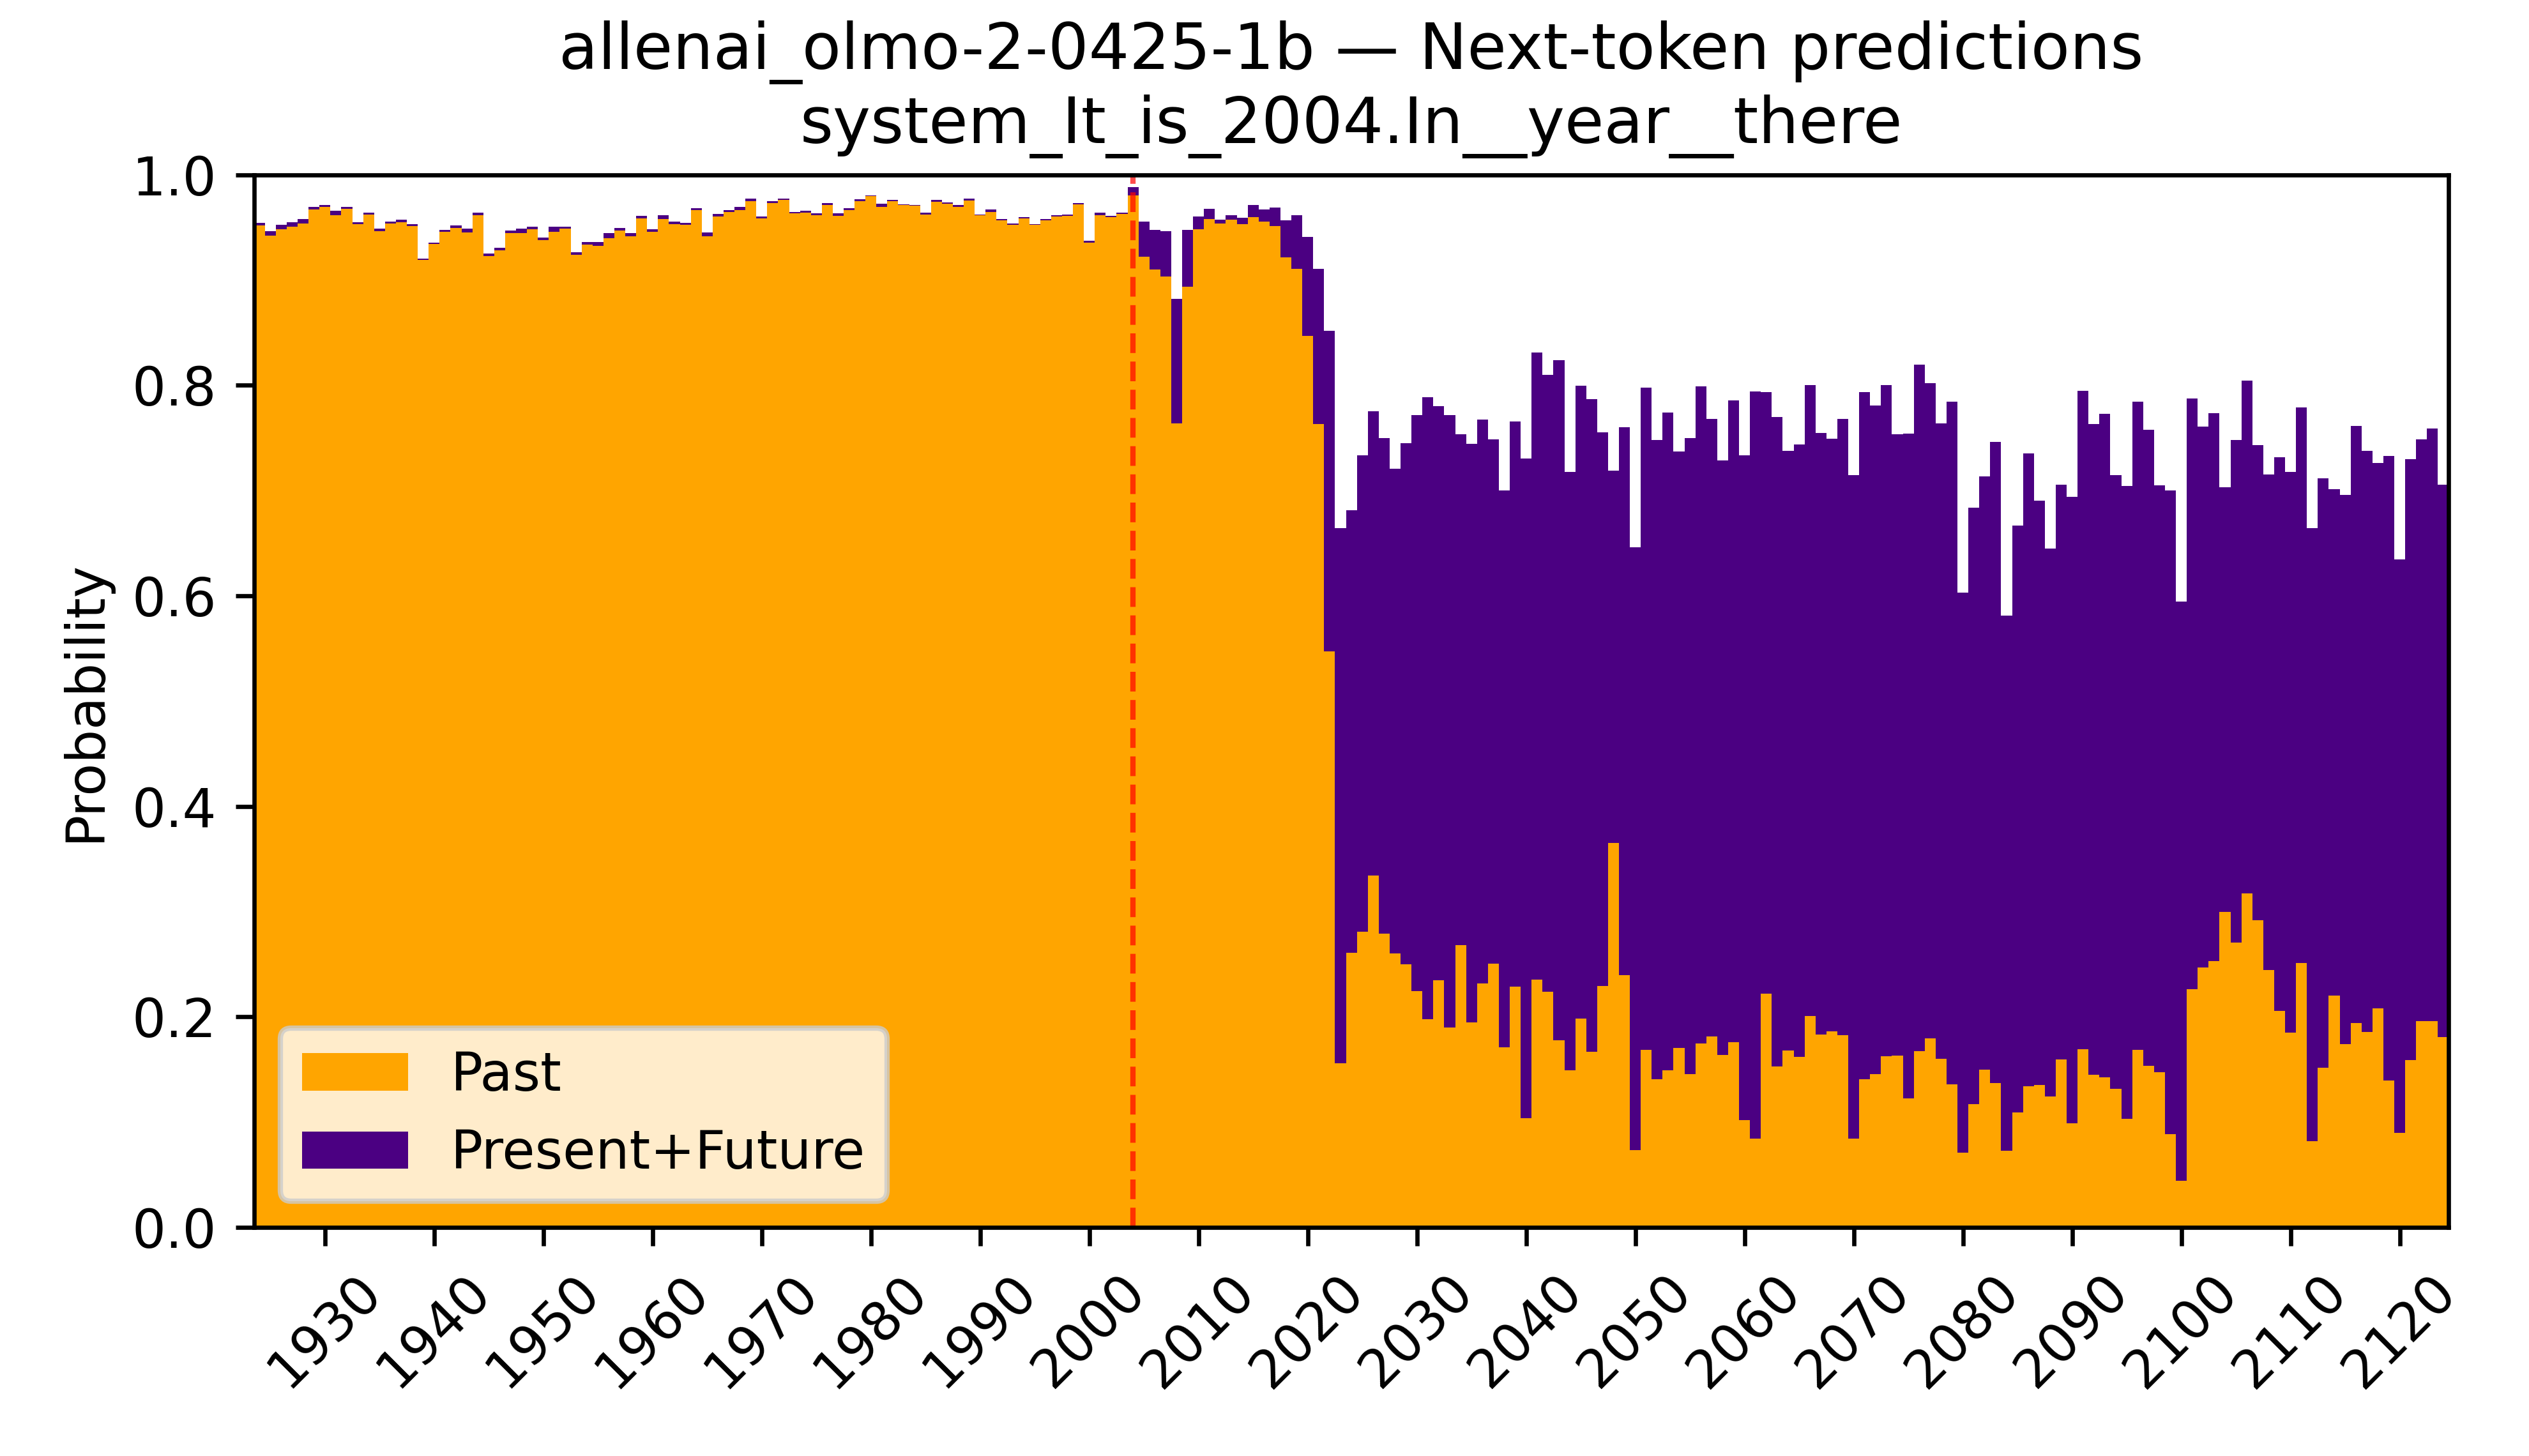 allenai_olmo-2-0425-1b — Next-token predictions
system_It_is_2004.In__year__there
1.0
0.8
0.6
0.4
0.2
0.0
Probability
Past
Present+Future
1930 1940 1950 1960 1970 1980 1990 2000 2010 2020 2030 2040 2050 2060 2070 2080 2090 2100 2110 2120